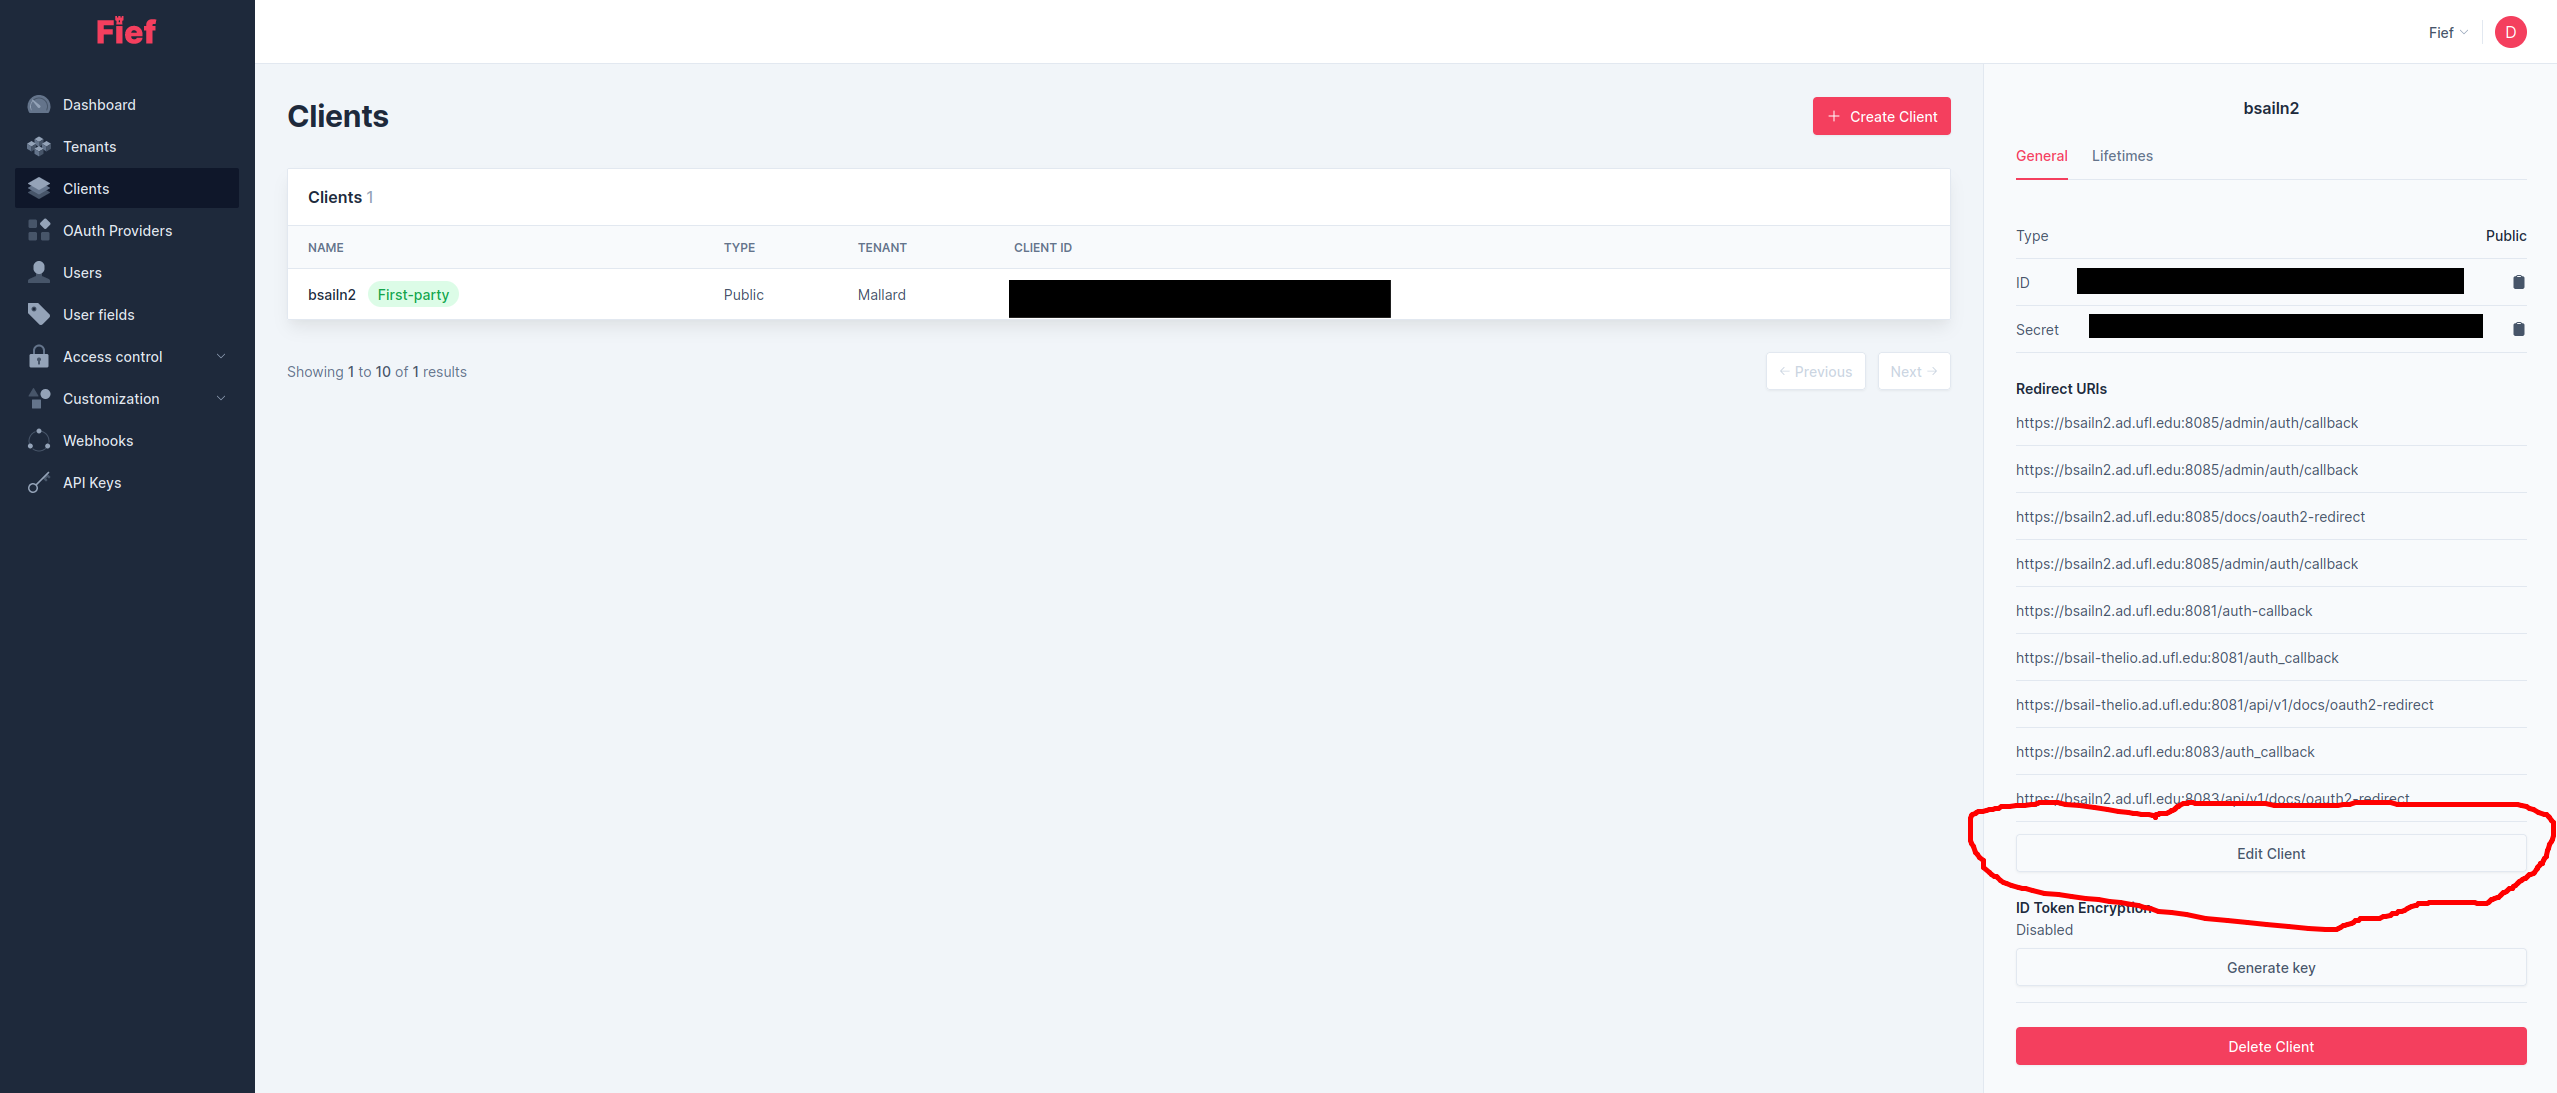 Fief
Dashboard
Tenants
Clients
OAuth Providers
Users
User fields
Access control
Customization
Webhooks
API Keys
Fief
D
Clients
+ Create Client
Clients 1
NAME TYPE TENANT CLIENT ID
bsailn2 First-party Public Mallard
Showing 1 to 10 of 1 results
← Previous
Next →
bsailn2
General Lifetimes
Type Public
ID
Secret
Redirect URIs
https://bsailn2.ad.ufl.edu:8085/admin/auth/callback
https://bsailn2.ad.ufl.edu:8085/admin/auth/callback
https://bsailn2.ad.ufl.edu:8085/docs/oauth2-redirect
https://bsailn2.ad.ufl.edu:8085/admin/auth/callback
https://bsailn2.ad.ufl.edu:8081/auth-callback
https://bsail-thelio.ad.ufl.edu:8081/auth_callback
https://bsail-thelio.ad.ufl.edu:8081/api/v1/docs/oauth2-redirect
https://bsailn2.ad.ufl.edu:8083/auth_callback
https://bsailn2.ad.ufl.edu:8083/api/v1/docs/oauth2-redirect
Edit Client
ID Token Encryption
Disabled
Generate key
Delete Client